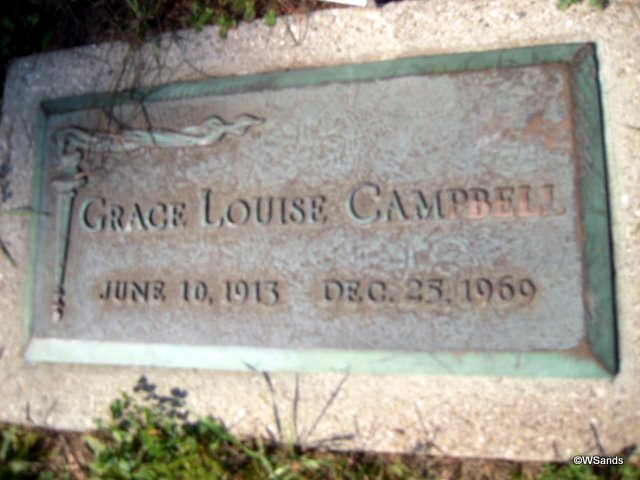 GRACE LOUISE CAMPBELL
JUNE 10, 1913 DEC. 25, 1969
©WSands